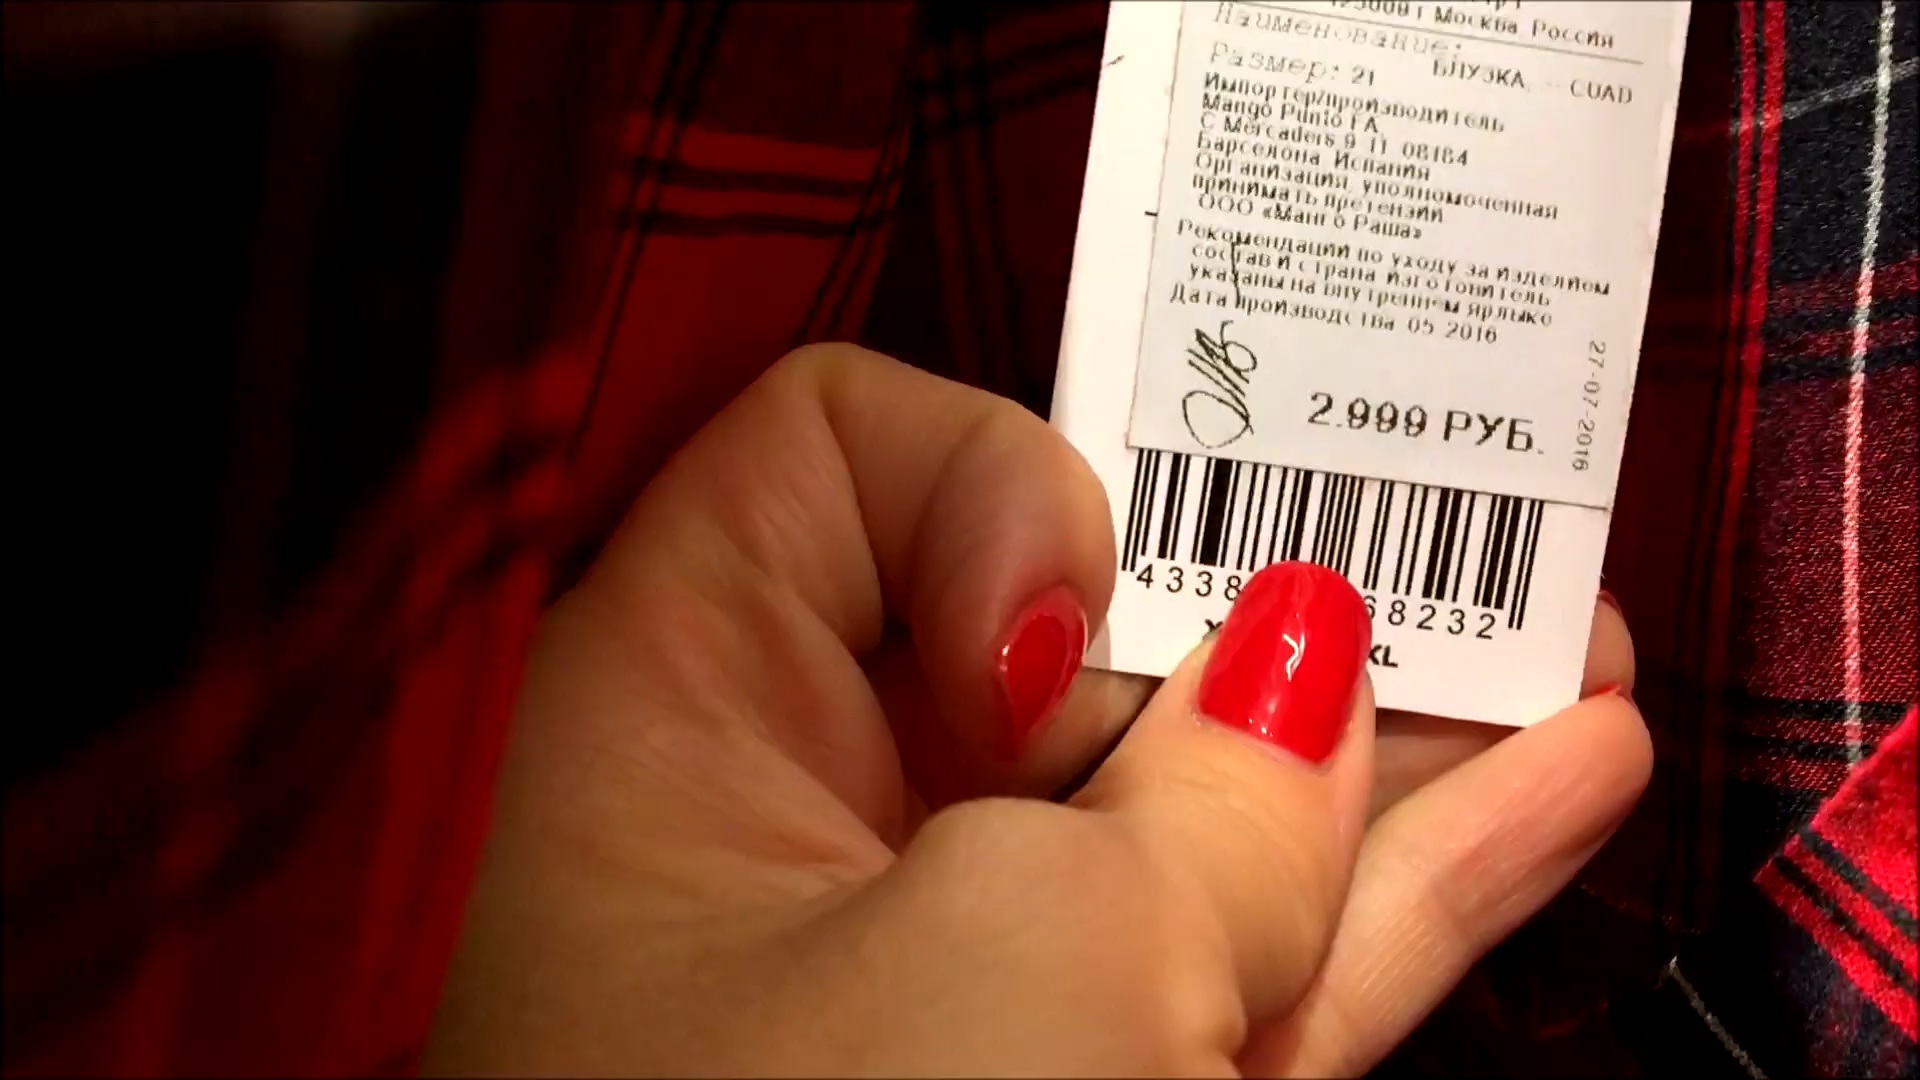 г Москва Россия
Наименование:
БЛУЗКА, -- CUAD
Размер: 21
Импортер/производитель
Mango Punto FA
C Mercaders 9 11 08184
Барселона Испания
Организация, уполномоченная
принимать претензии
ООО «Манго Раша»
Рекомендации по уходу за изделием
состав и страна изготовитель
указаны на внутреннем ярлыке
Дата производства 05 2016
27-07-2016
2.999 РУБ.
4338 68232
XL